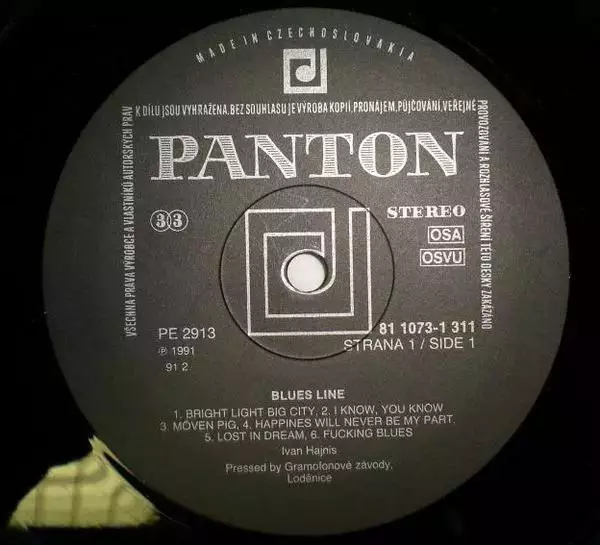 MADE IN CZECHOSLOVAKIA
VŠECHNA PRÁVA VÝROBCE A VLASTNÍKŮ AUTORSKÝCH PRÁV
K DÍLU JSOU VYHRAŽENA. BEZ SOUHLASU JE VÝROBA KOPIÍ, PRONÁJEM, PŮJČOVÁNÍ, VEŘEJNÉ
PROVOZOVÁNÍ A ROZHLASOVÉ ŠÍŘENÍ TÉTO DESKY ZAKÁZÁNO
PANTON
33
STEREO
OSA
OSVU
PE 2913
℗ 1991
91 2
81 1073-1 311
STRANA 1 / SIDE 1
BLUES LINE
1. BRIGHT LIGHT BIG CITY, 2. I KNOW, YOU KNOW
3. MÖVEN PIG, 4. HAPPINES WILL NEVER BE MY PART.
5. LOST IN DREAM, 6. FUCKING BLUES
Ivan Hajnis
Pressed by Gramofonové závody,
Loděnice